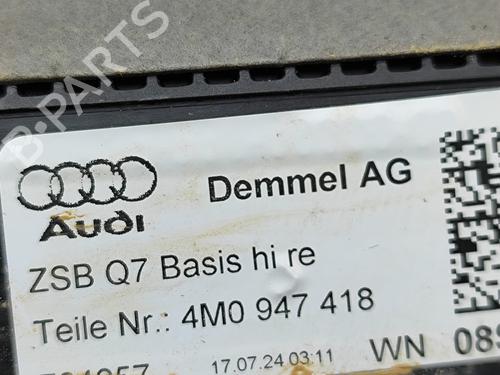 B-PARTS
Audi
Demmel AG
ZSB Q7 Basis hi re
Teile Nr.: 4M0 947 418
17.07.24 03:11 WN